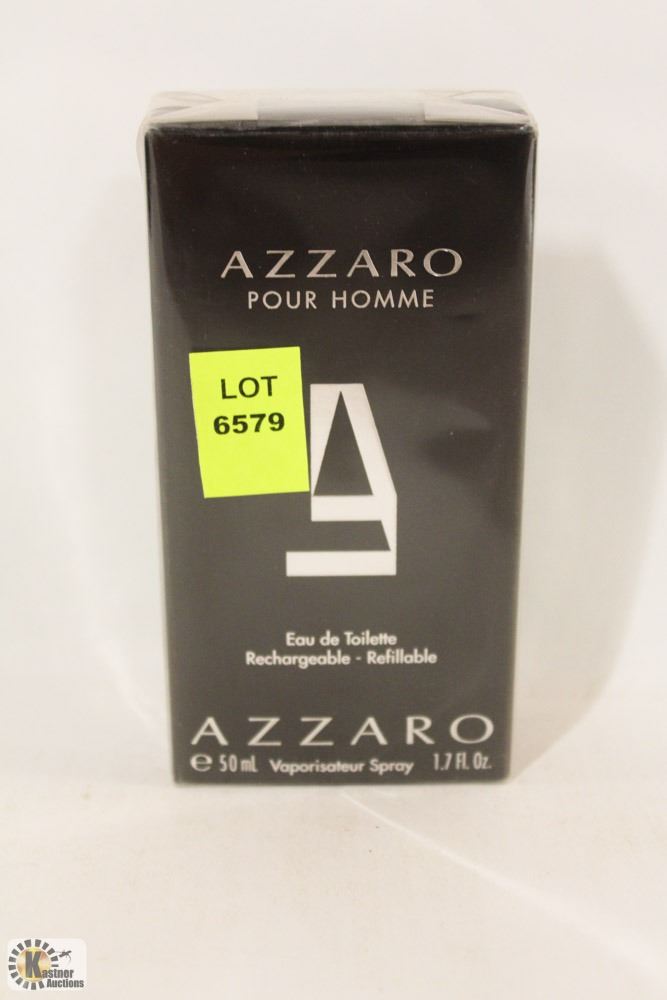 AZZARO
POUR HOMME
LOT
6579
Eau de Toilette
Rechargeable - Refillable
AZZARO
e 50 mL Vaporisateur Spray 1.7 Fl. Oz.
Kastner
Auctions